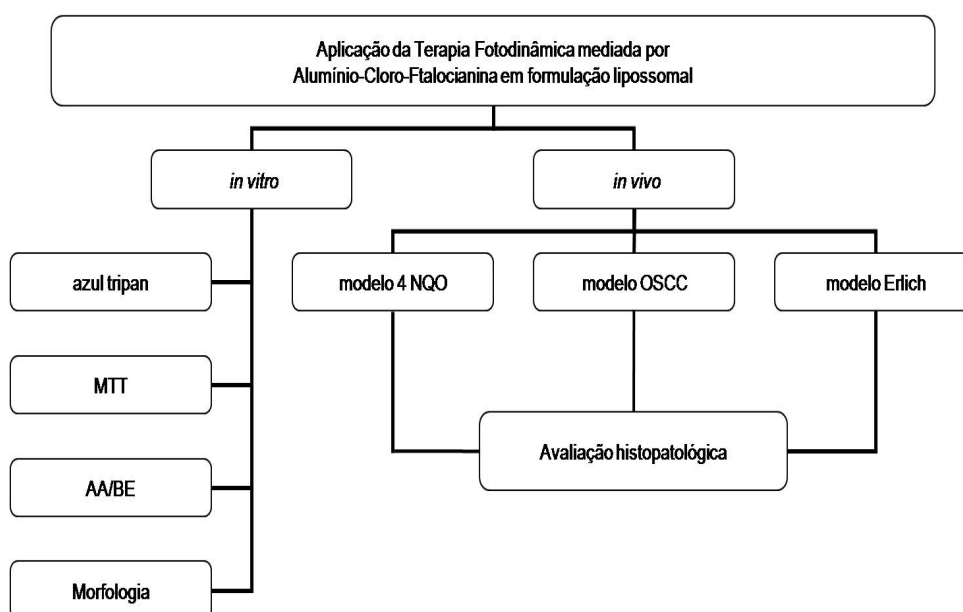 Aplicação da Terapia Fotodinâmica mediada por
Alumínio-Cloro-Ftalocianina em formulação lipossomal
in vitro
in vivo
azul tripan
modelo 4 NQO
modelo OSCC
modelo Erlich
MTT
Avaliação histopatológica
AA/BE
Morfologia